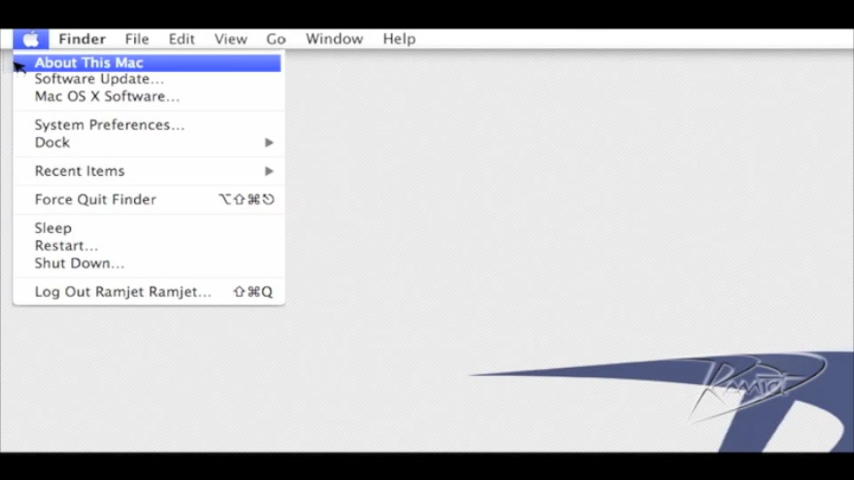 Finder File Edit View Go Window Help
About This Mac
Software Update...
Mac OS X Software...
System Preferences...
Dock
Recent Items
Force Quit Finder ⌥⇧⌘⎋
Sleep
Restart...
Shut Down...
Log Out Ramjet Ramjet... ⇧⌘Q
RAMJET